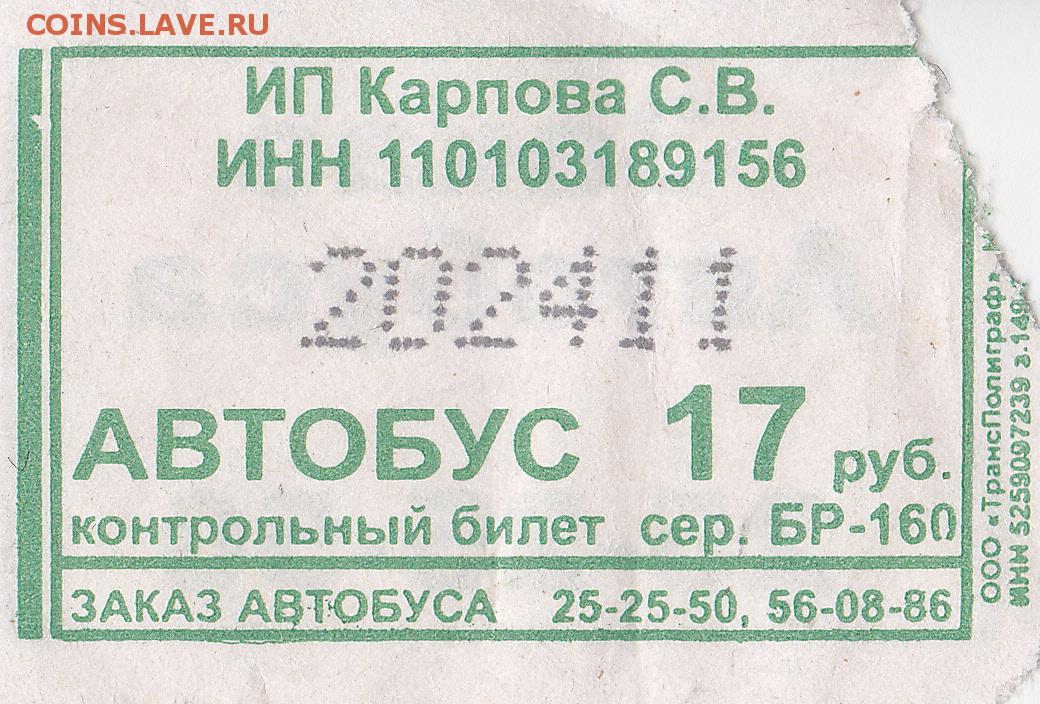 COINS.LAVE.RU
ИП Карпова С.В.
ИНН 110103189156
202411
АВТОБУС 17 руб.
контрольный билет сер. БР-160
ЗАКАЗ АВТОБУСА 25-25-50, 56-08-86
ООО «ТрансПолиграф»
ИНН 5259097239 з.149